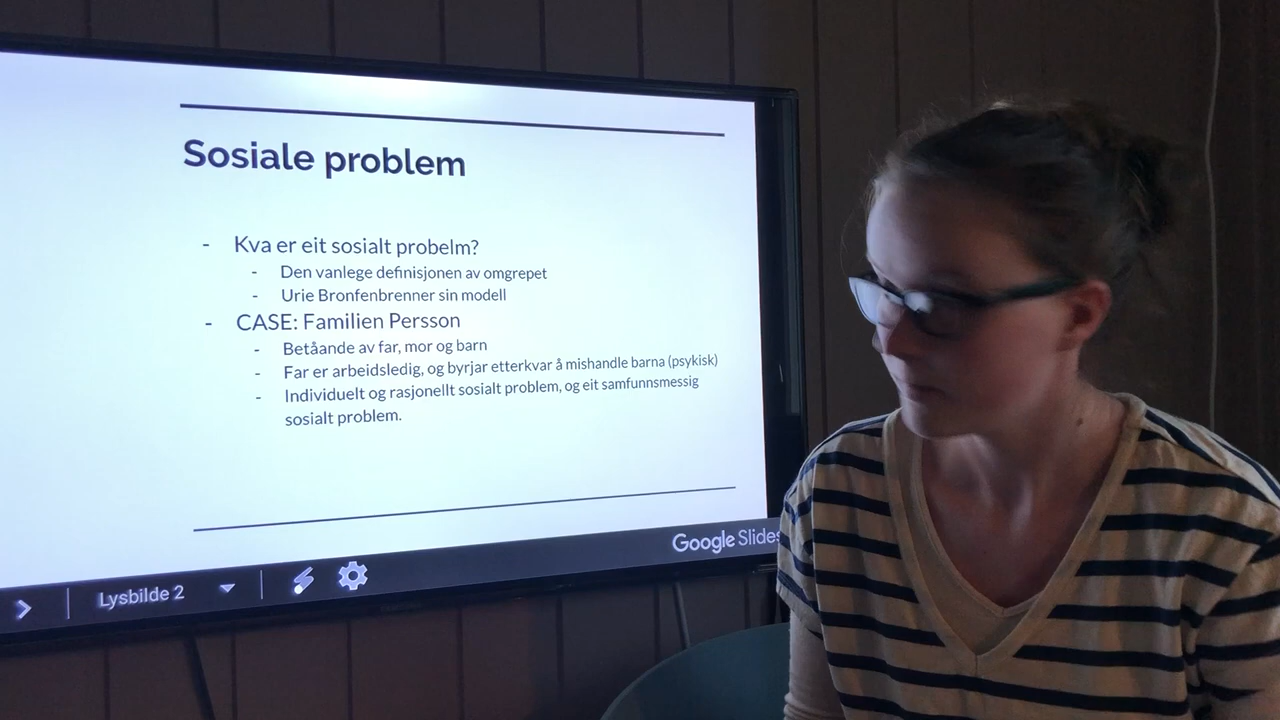 Sosiale problem
- Kva er eit sosialt probelm?
- Den vanlege definisjonen av omgrepet
- Urie Bronfenbrenner sin modell
- CASE: Familien Persson
- Betåande av far, mor og barn
- Far er arbeidsledig, og byrjar etterkvar å mishandle barna (psykisk)
- Individuelt og rasjonellt sosialt problem, og eit samfunnsmessig
sosialt problem.
Google Slides
Lysbilde 2